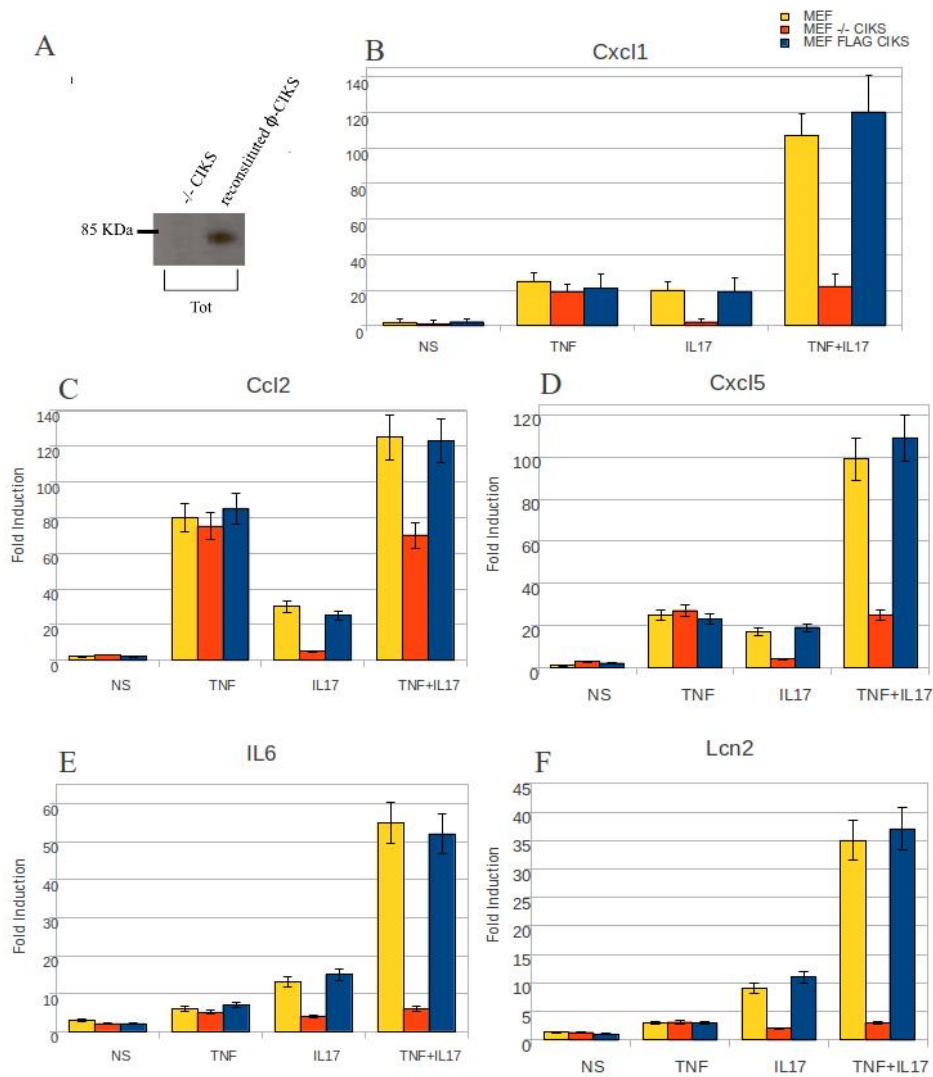 MEF
MEF -/- CIKS
MEF FLAG CIKS
A
-/- CIKS
reconstituted ф-CIKS
85 KDa
Tot
B
Cxcl1
140
120
100
80
60
40
20
0
NS TNF IL17 TNF+IL17
C
Ccl2
Fold Induction
140
120
100
80
60
40
20
0
NS TNF IL17 TNF+IL17
D
Cxcl5
Fold Induction
120
100
80
60
40
20
0
NS TNF IL17 TNF+IL17
E
IL6
Fold Induction
60
50
40
30
20
10
0
NS TNF IL17 TNF+IL17
F
Lcn2
Fold Induction
45
40
35
30
25
20
15
10
5
0
NS TNF IL17 TNF+IL17